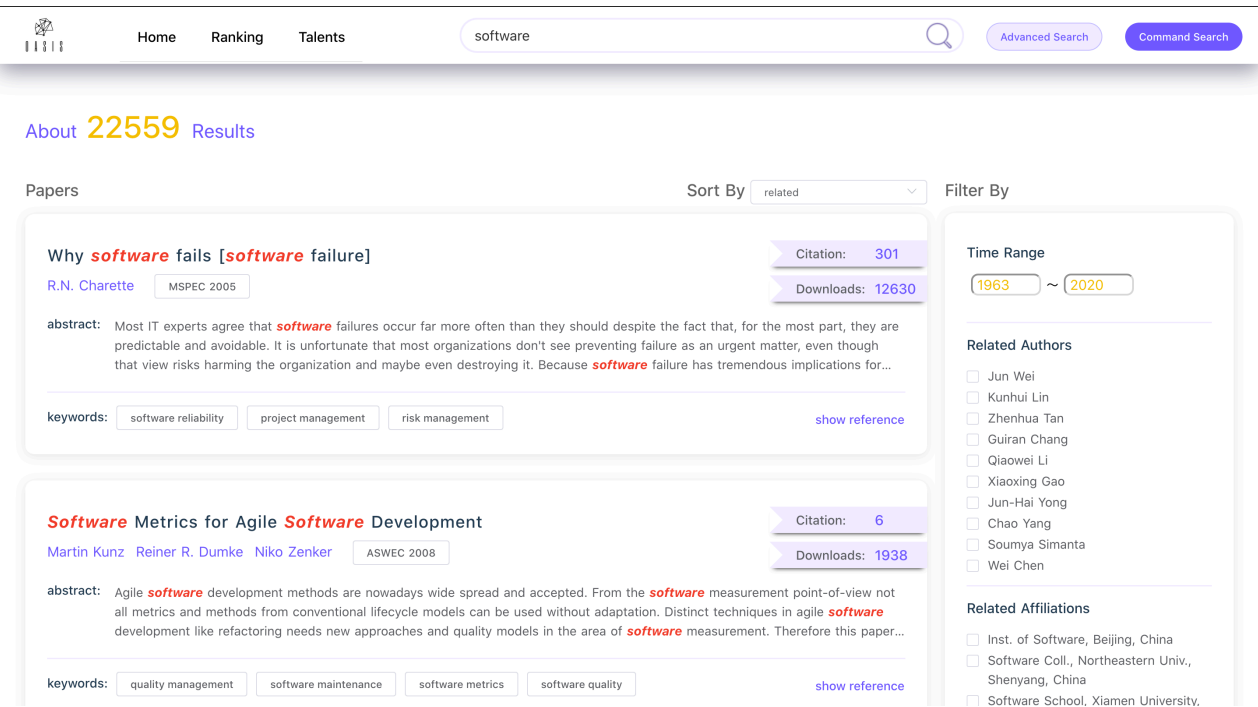 OASIS
Home
Ranking
Talents
software
Advanced Search
Command Search
About 22559 Results
Papers
Sort By
related
Filter By
Why software fails [software failure]
R.N. Charette
MSPEC 2005
Citation: 301
Downloads: 12630
abstract:
Most IT experts agree that software failures occur far more often than they should despite the fact that, for the most part, they are
predictable and avoidable. It is unfortunate that most organizations don't see preventing failure as an urgent matter, even though
that view risks harming the organization and maybe even destroying it. Because software failure has tremendous implications for...
keywords:
software reliability
project management
risk management
show reference
Software Metrics for Agile Software Development
Martin Kunz Reiner R. Dumke Niko Zenker
ASWEC 2008
Citation: 6
Downloads: 1938
abstract:
Agile software development methods are nowadays wide spread and accepted. From the software measurement point-of-view not
all metrics and methods from conventional lifecycle models can be used without adaptation. Distinct techniques in agile software
development like refactoring needs new approaches and quality models in the area of software measurement. Therefore this paper...
keywords:
quality management
software maintenance
software metrics
software quality
show reference
Time Range
1963 ~ 2020
Related Authors
Jun Wei
Kunhui Lin
Zhenhua Tan
Guiran Chang
Qiaowei Li
Xiaoxing Gao
Jun-Hai Yong
Chao Yang
Soumya Simanta
Wei Chen
Related Affiliations
Inst. of Software, Beijing, China
Software Coll., Northeastern Univ.,
Shenyang, China
Software School, Xiamen University,